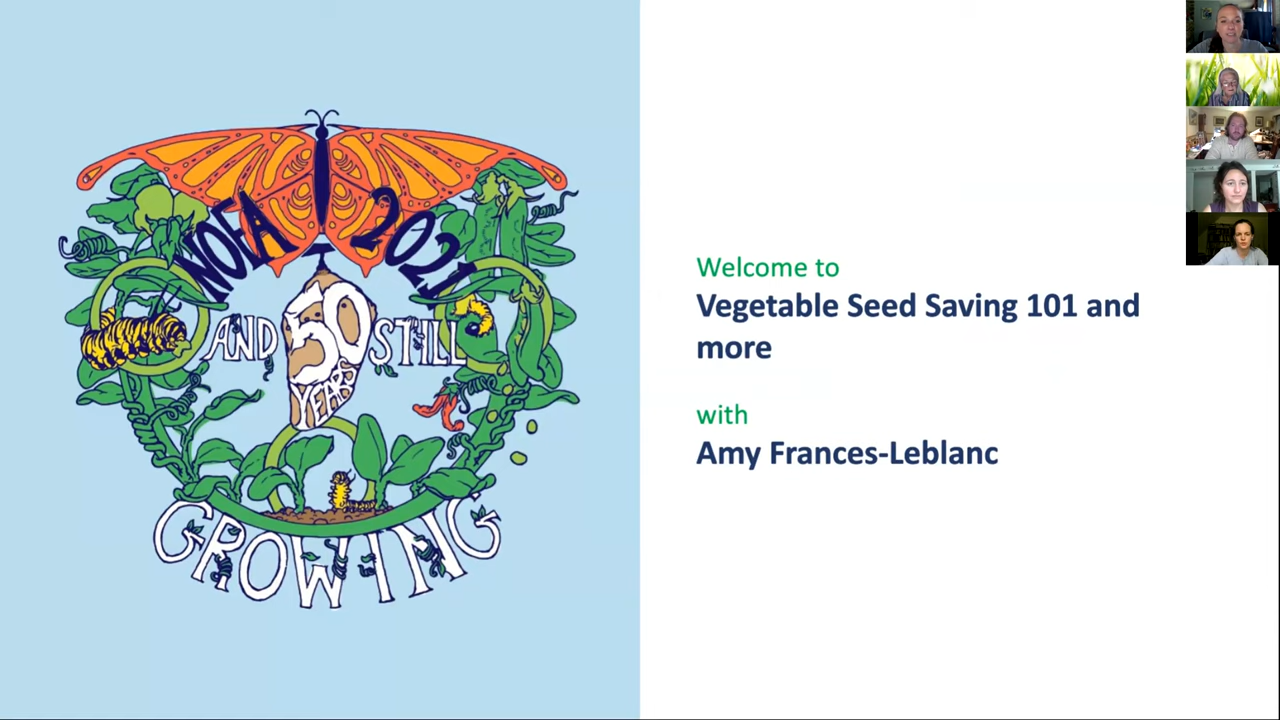 NOFA 2021
AND 50 STILL
YEARS
GROWING
Welcome to
Vegetable Seed Saving 101 and
more
with
Amy Frances-Leblanc